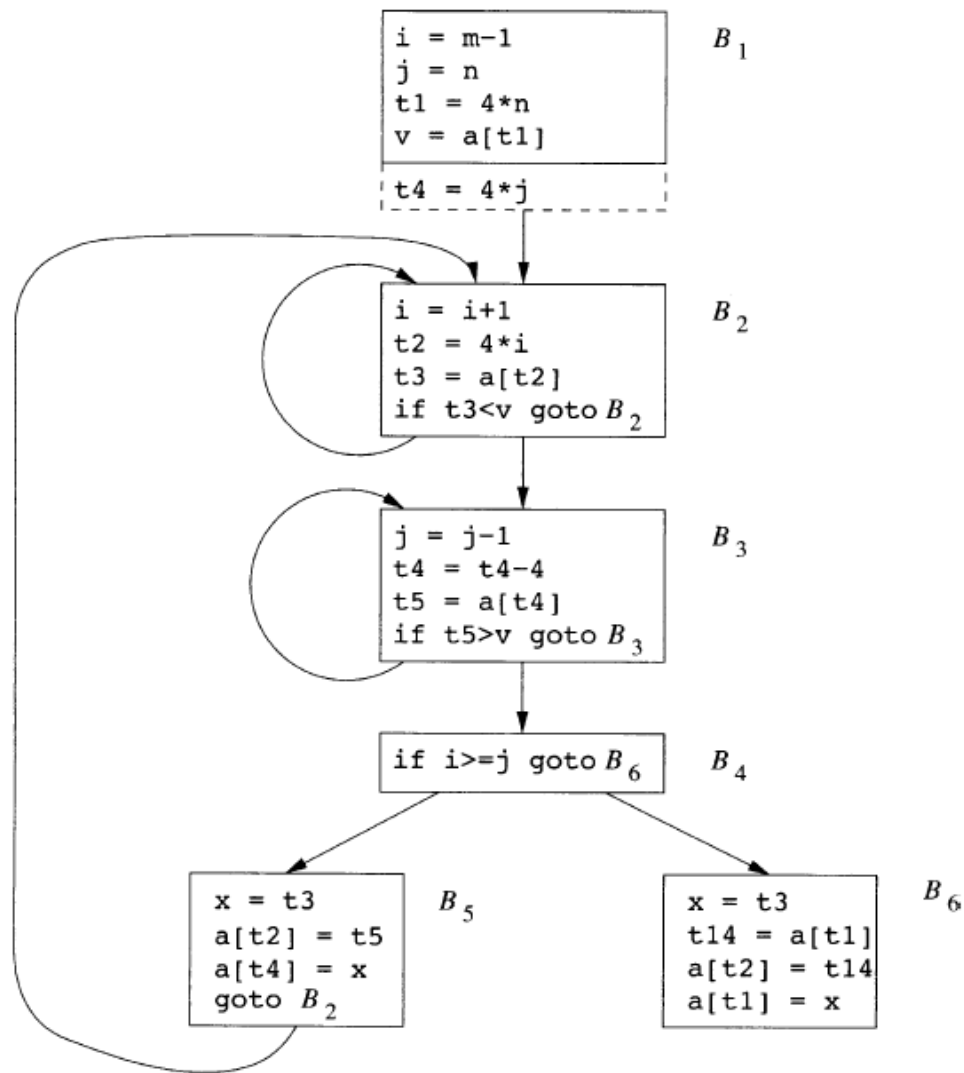 i = m-1
j = n
t1 = 4*n
v = a[t1]
t4 = 4*j
B1
i = i+1
t2 = 4*i
t3 = a[t2]
if t3<v goto B2
B2
j = j-1
t4 = t4-4
t5 = a[t4]
if t5>v goto B3
B3
if i>=j goto B6
B4
x = t3
a[t2] = t5
a[t4] = x
goto B2
B5
x = t3
t14 = a[t1]
a[t2] = t14
a[t1] = x
B6